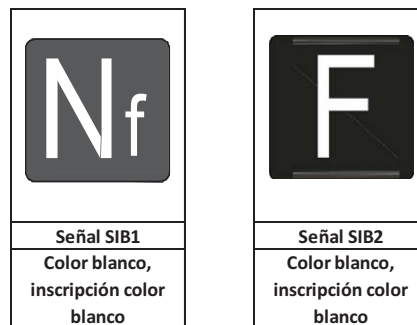 Nf
Señal SIB1
Color blanco,
inscripción color
blanco
F
Señal SIB2
Color blanco,
inscripción color
blanco